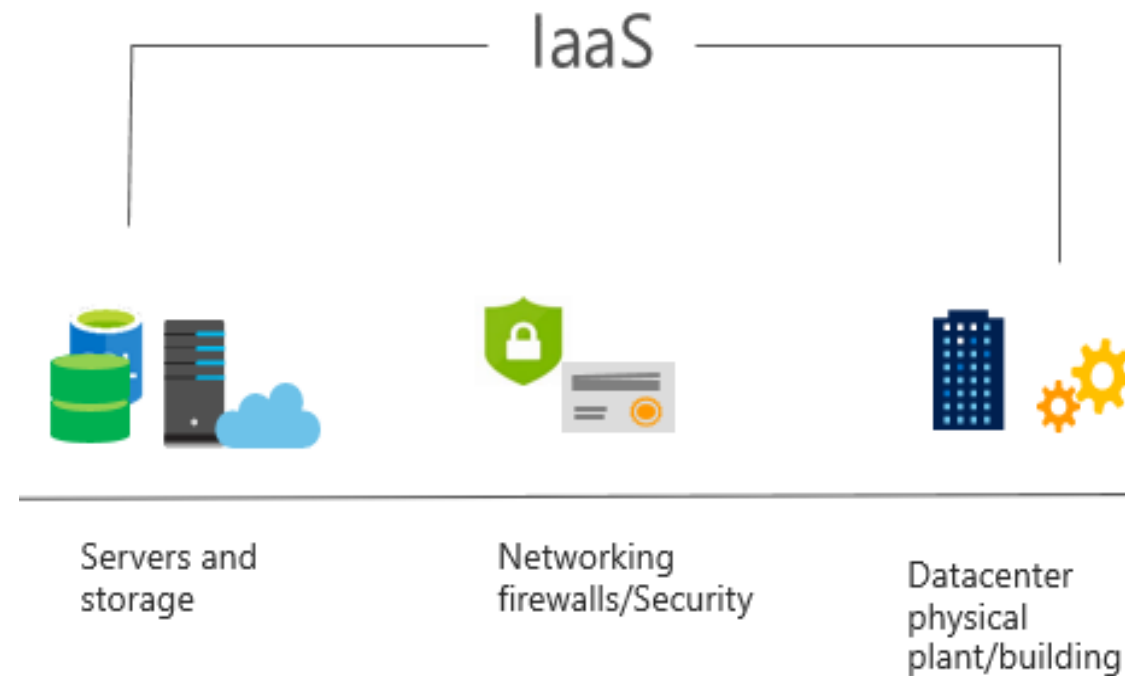 IaaS
Servers and
storage
Networking
firewalls/Security
Datacenter
physical
plant/building